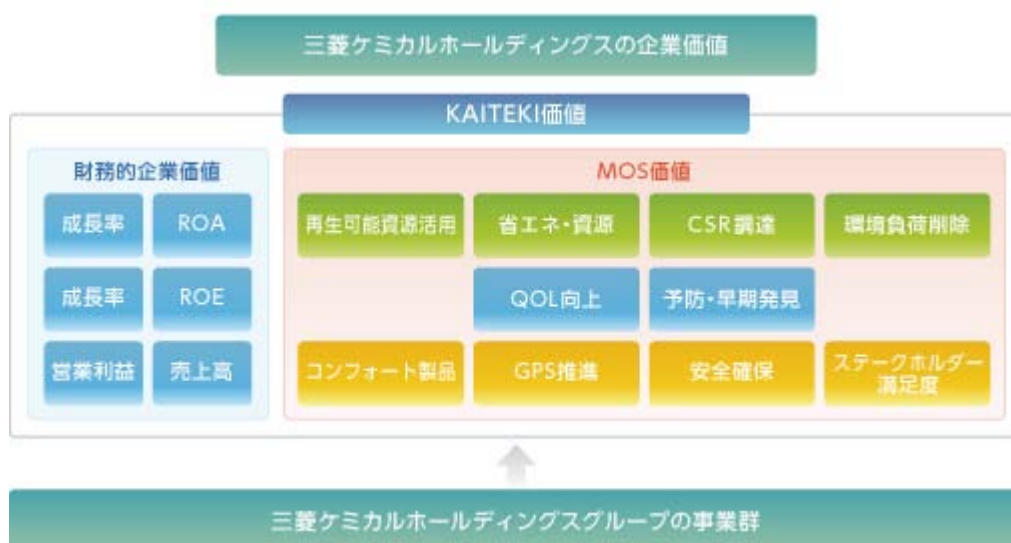 三菱ケミカルホールディングスの企業価値
KAITEKI価値
財務的企業価値
成長率
ROA
成長率
ROE
営業利益
売上高
MOS価値
再生可能資源活用
省エネ・資源
CSR調達
環境負荷削除
QOL向上
予防・早期発見
コンフォート製品
GPS推進
安全確保
ステークホルダー
満足度
三菱ケミカルホールディングスグループの事業群